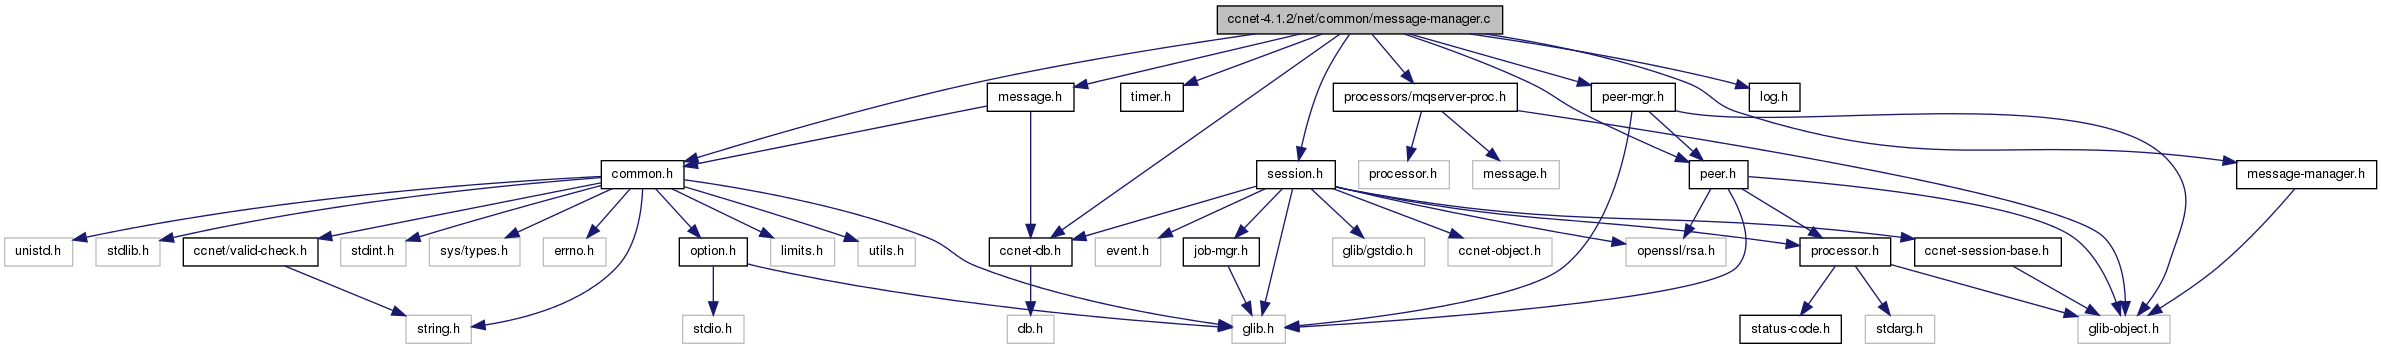 ccnet-4.1.2/net/common/message-manager.c
message.h
timer.h
processors/mqserver-proc.h
peer-mgr.h
log.h
common.h
session.h
processor.h
message.h
peer.h
message-manager.h
unistd.h
stdlib.h
ccnet/valid-check.h
stdint.h
sys/types.h
errno.h
option.h
limits.h
utils.h
ccnet-db.h
event.h
job-mgr.h
glib/gstdio.h
ccnet-object.h
openssl/rsa.h
processor.h
ccnet-session-base.h
string.h
stdio.h
db.h
glib.h
status-code.h
stdarg.h
glib-object.h